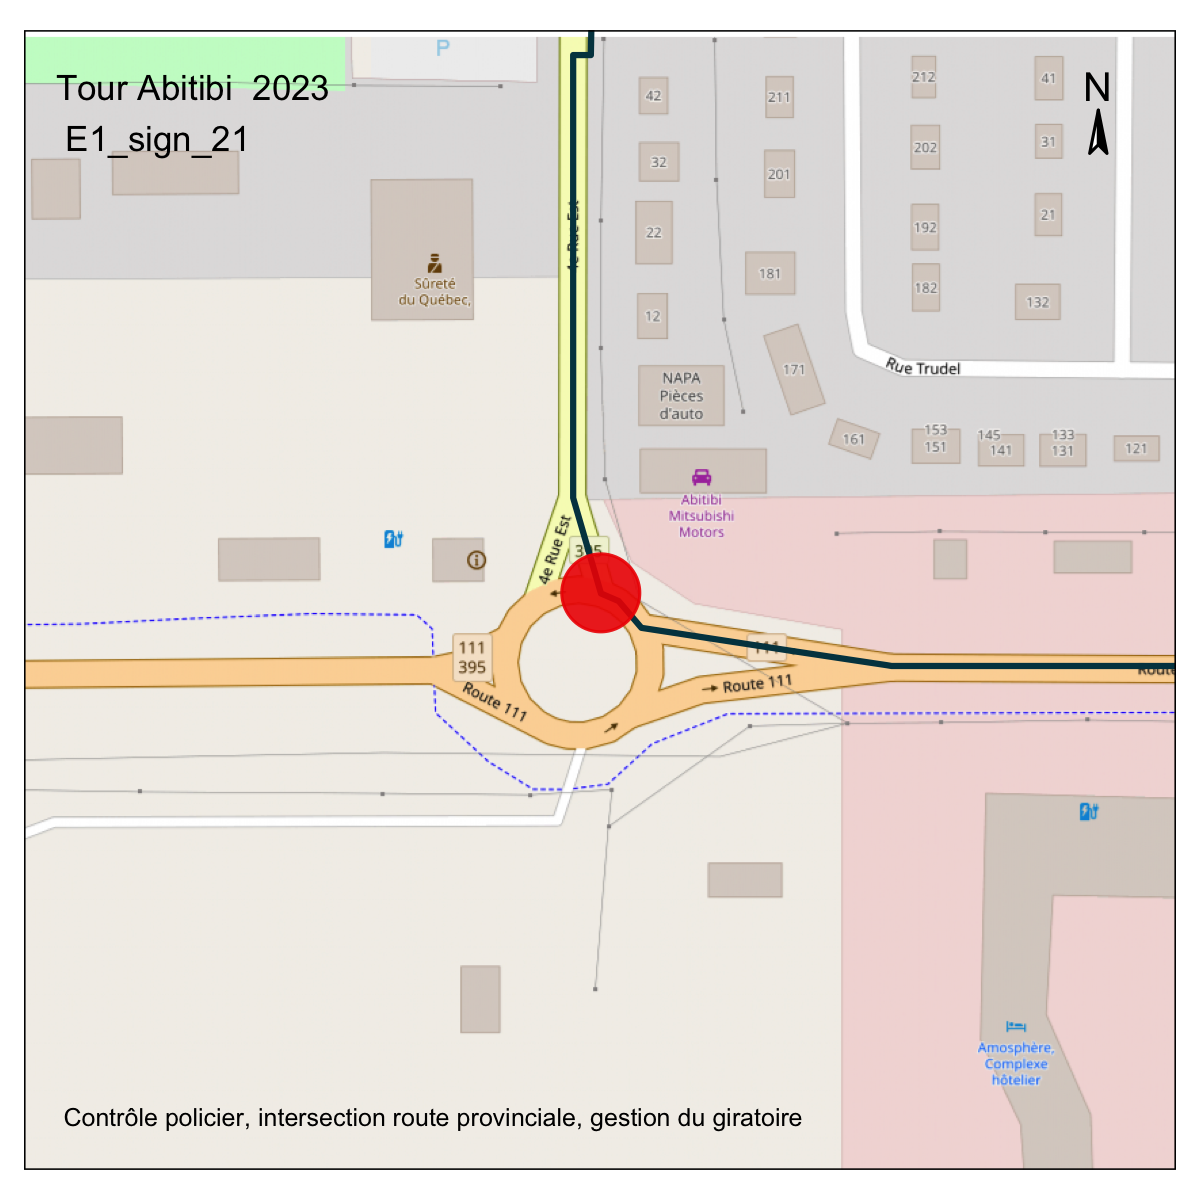 P
Tour Abitibi 2023
E1_sign_21
N
42
211
212
41
32
201
202
31
22
192
21
181
182
132
12
Sûreté
du Québec,
4e Rue Est
171
Rue Trudel
NAPA
Pièces
d'auto
161
153
151
145
141
133
131
121
Abitibi
Mitsubishi
Motors
4e Rue Est
111
395
111
Route 111
Route 111
Amosphère,
Complexe
hôtelier
Contrôle policier, intersection route provinciale, gestion du giratoire